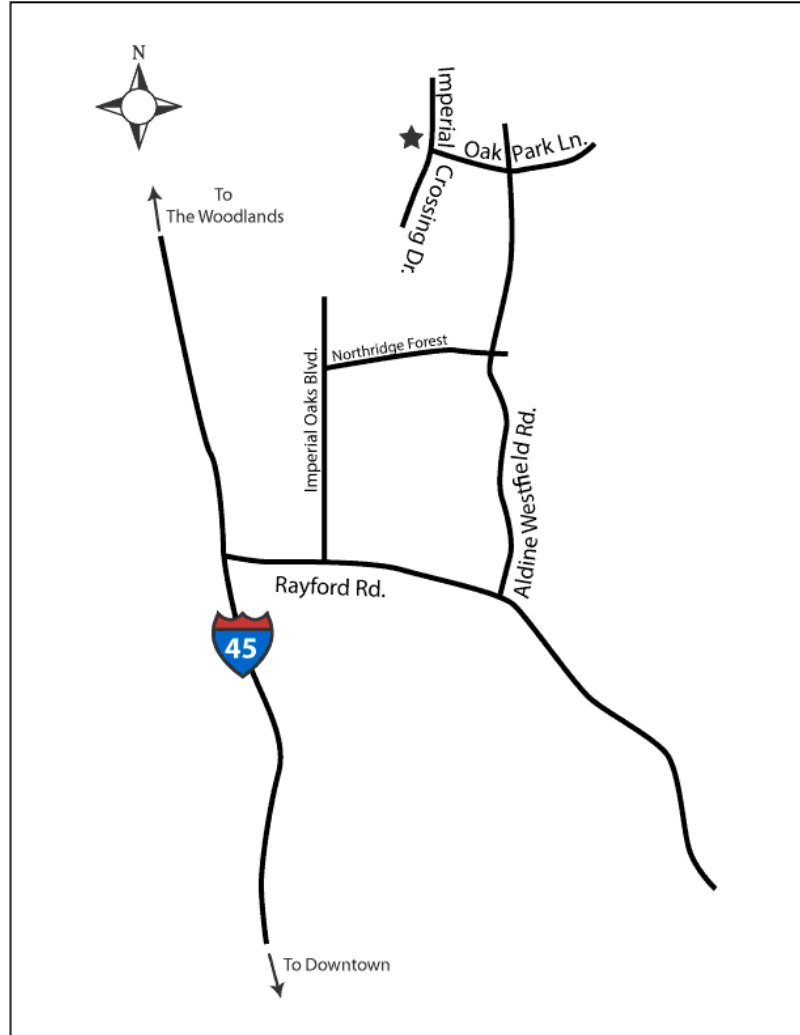 N
Imperial
Crossing Dr.
Oak Park Ln.
To
The Woodlands
Northridge Forest
Imperial Oaks Blvd.
Aldine Westfield Rd.
Rayford Rd.
45
To Downtown